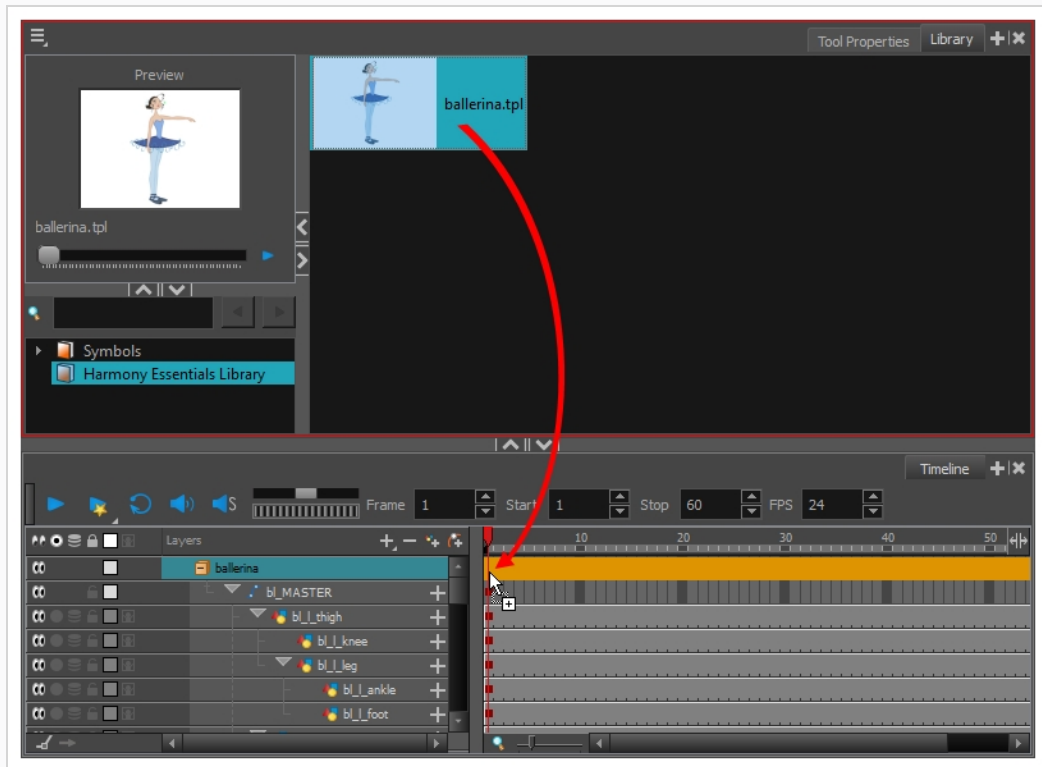 Tool Properties Library
Preview
ballerina.tpl
ballerina.tpl
Symbols
Harmony Essentials Library
Timeline
S Frame 1 Start 1 Stop 60 FPS 24
Layers 10 20 30 40 50
ballerina
bl_MASTER
bl_l_thigh
bl_l_knee
bl_l_leg
bl_l_ankle
bl_l_foot